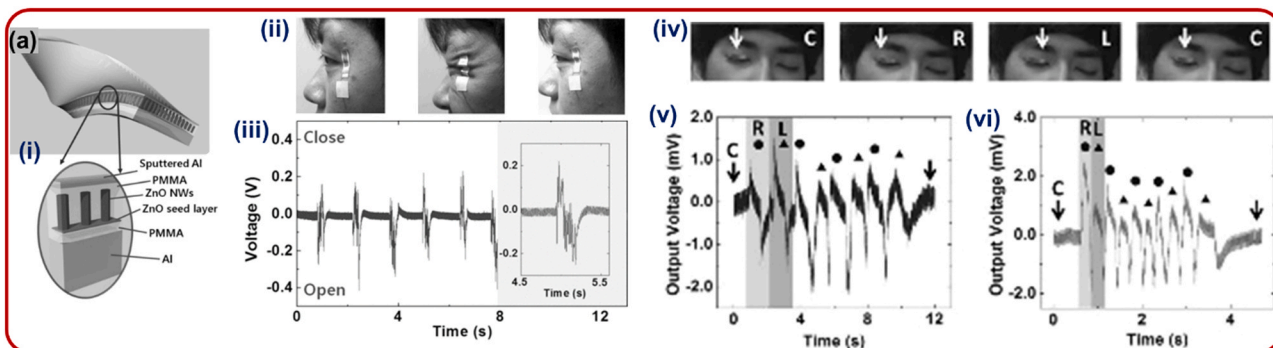 (a)
(i)
Sputtered Al
PMMA
ZnO NWs
ZnO seed layer
PMMA
Al
(ii)
(iii)
Voltage (V)
0.4
0.2
0.0
-0.2
-0.4
Close
Open
0 4 8 12
Time (s)
0.2
0.0
-0.2
4.5 5.5
Time (s)
(iv)
C
R
L
C
(v)
Output Voltage (mV)
2.0
1.0
0.0
-1.0
-2.0
C
R L
0 4 8 12
Time (s)
(vi)
Output Voltage (mV)
4.0
2.0
0.0
2.0
C
R L
0 2 4
Time (s)